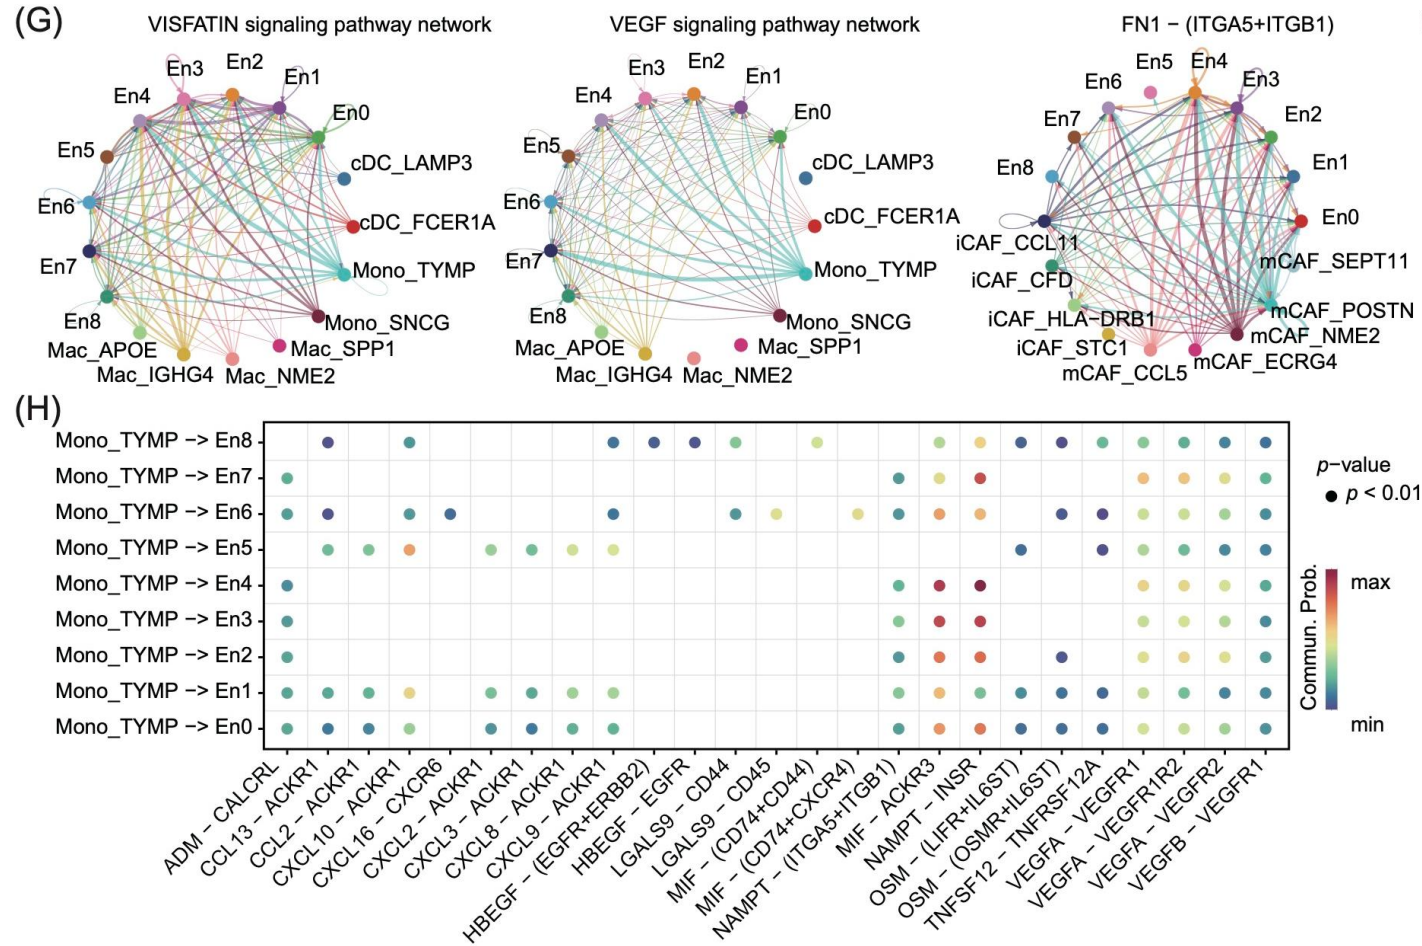 (G)
VISFATIN signaling pathway network
En3
En2
En1
En4
En0
En5
cDC_LAMP3
En6
cDC_FCER1A
En7
Mono_TYMP
En8
Mono_SNCG
Mac_APOE
Mac_SPP1
Mac_IGHG4
Mac_NME2
VEGF signaling pathway network
En3
En2
En1
En4
En0
En5
cDC_LAMP3
En6
cDC_FCER1A
En7
Mono_TYMP
En8
Mono_SNCG
Mac_APOE
Mac_SPP1
Mac_IGHG4
Mac_NME2
FN1 − (ITGA5+ITGB1)
En5
En4
En6
En3
En7
En2
En8
En1
En0
iCAF_CCL11
mCAF_SEPT11
iCAF_CFD
mCAF_POSTN
iCAF_HLA−DRB1
mCAF_NME2
iCAF_STC1
mCAF_ECRG4
mCAF_CCL5
(H)
Mono_TYMP −> En8
Mono_TYMP −> En7
Mono_TYMP −> En6
Mono_TYMP −> En5
Mono_TYMP −> En4
Mono_TYMP −> En3
Mono_TYMP −> En2
Mono_TYMP −> En1
Mono_TYMP −> En0
ADM − CALCRL
CCL13 − ACKR1
CCL2 − ACKR1
CXCL10 − ACKR1
CXCL16 − CXCR6
CXCL2 − ACKR1
CXCL3 − ACKR1
CXCL8 − ACKR1
CXCL9 − ACKR1
HBEGF − (EGFR+ERBB2)
HBEGF − EGFR
LGALS9 − CD44
LGALS9 − CD45
MIF − (CD74+CD44)
MIF − (CD74+CXCR4)
NAMPT − (ITGA5+ITGB1)
MIF − ACKR3
NAMPT − INSR
OSM − (LIFR+IL6ST)
OSM − (OSMR+IL6ST)
TNFSF12 − TNFRSF12A
VEGFA − VEGFR1
VEGFA − VEGFR1R2
VEGFA − VEGFR2
VEGFB − VEGFR1
p−value
p < 0.01
Commun. Prob.
max
min